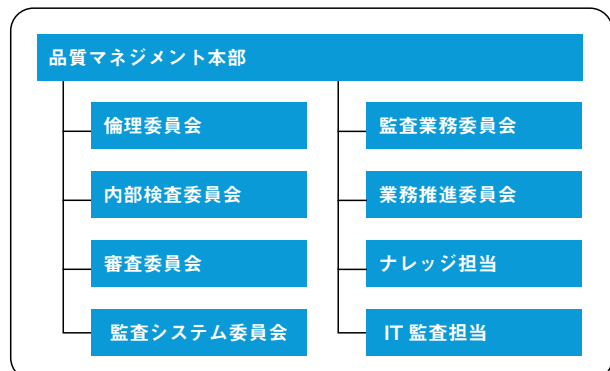 品質マネジメント本部
倫理委員会
内部検査委員会
審査委員会
監査システム委員会
監査業務委員会
業務推進委員会
ナレッジ担当
IT 監査担当